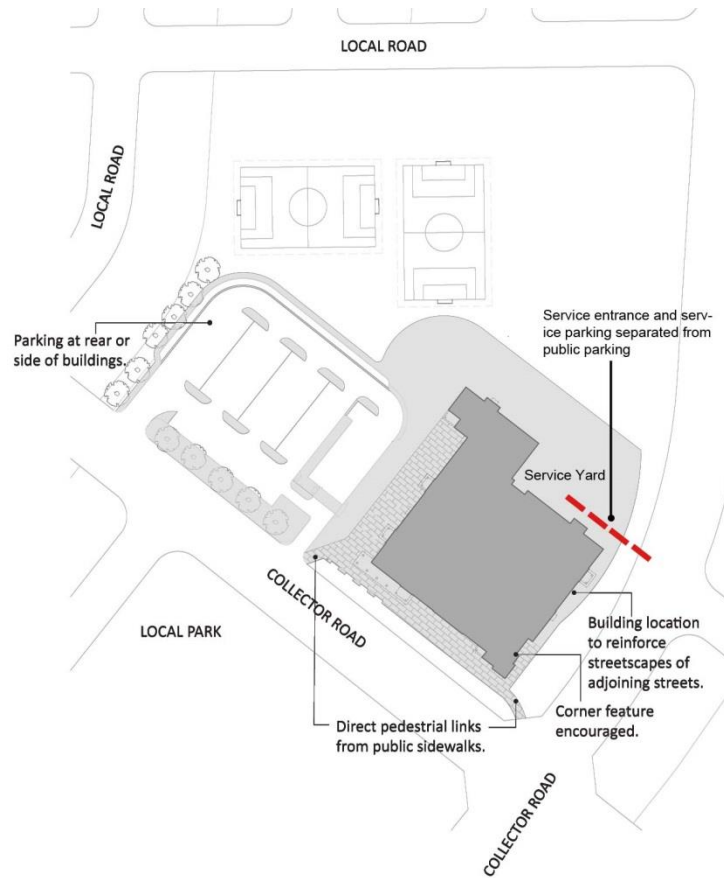 LOCAL ROAD
LOCAL ROAD
Service entrance and serv-
ice parking separated from
public parking
Parking at rear or
side of buildings.
Service Yard
COLLECTOR ROAD
LOCAL PARK
Building location
to reinforce
streetscapes of
adjoining streets.
Corner feature
encouraged.
Direct pedestrial links
from public sidewalks.
COLLECTOR ROAD